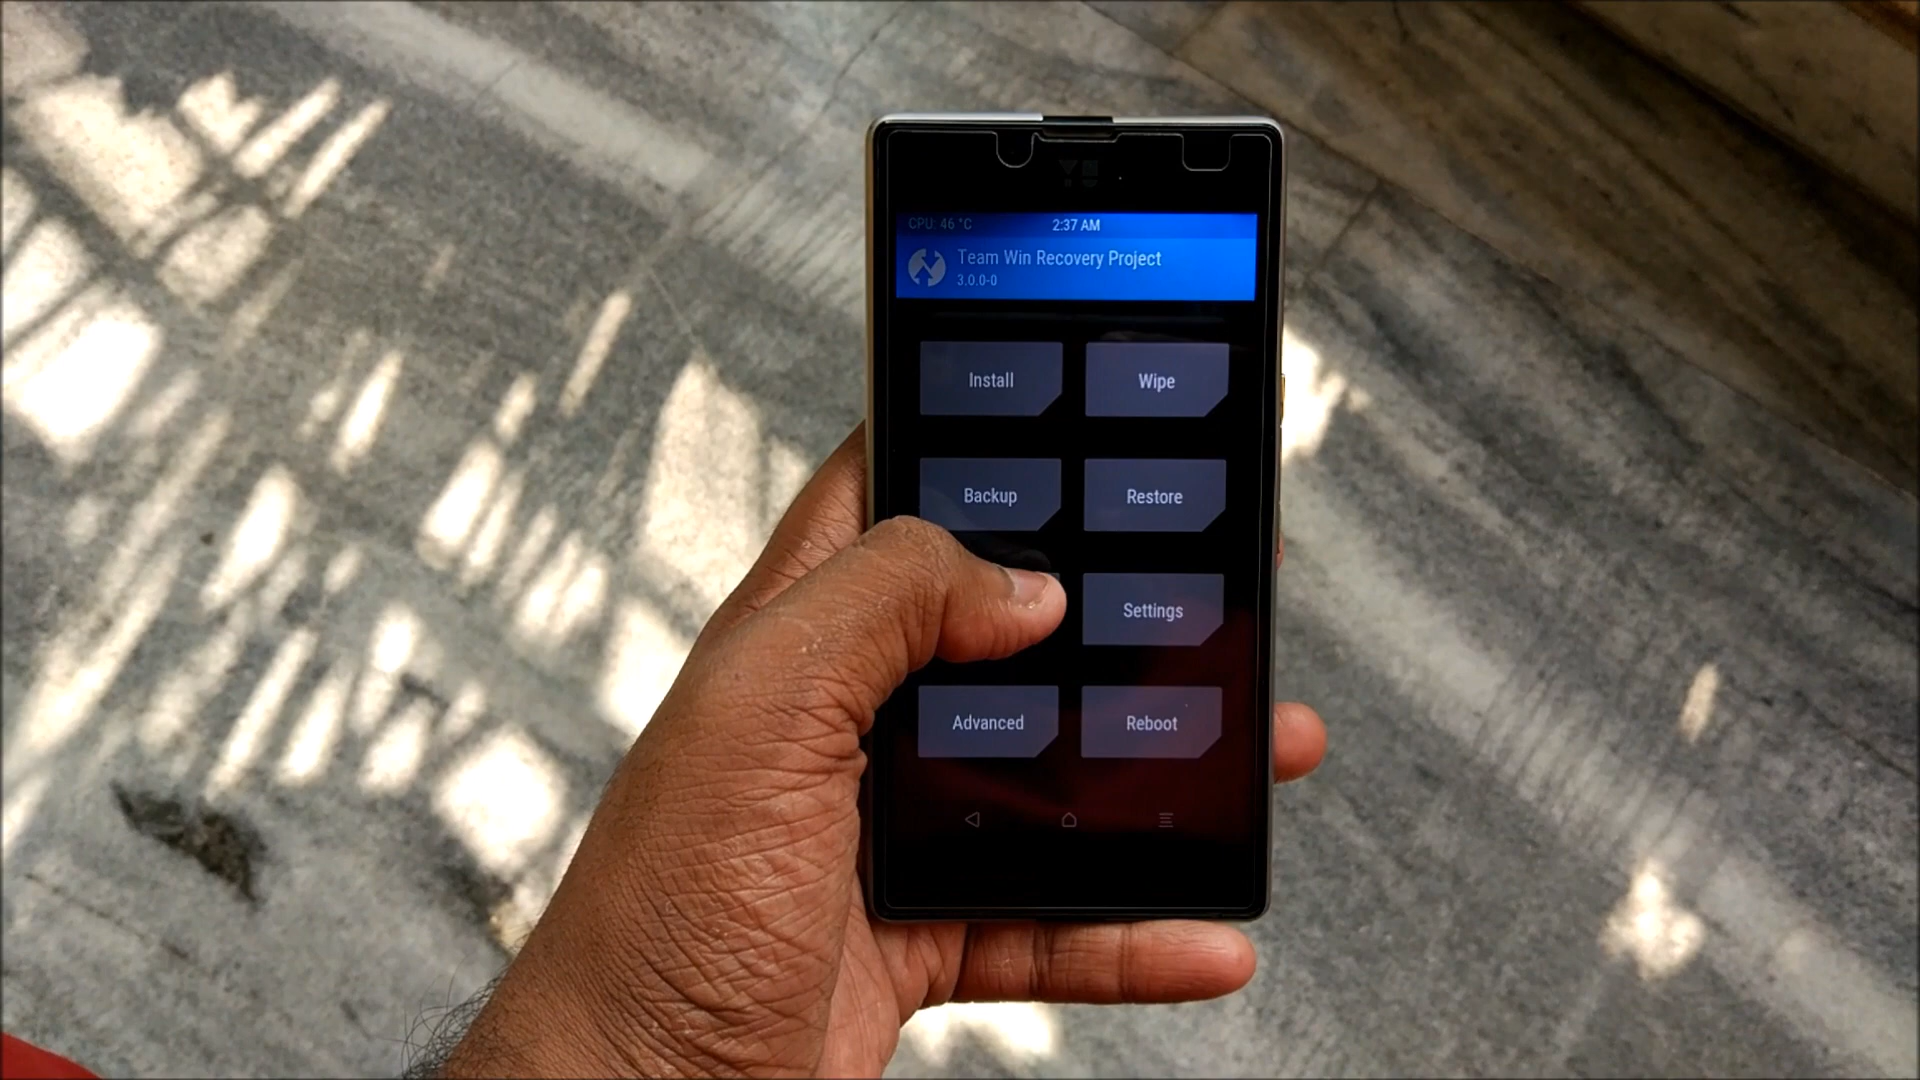 YU
CPU: 46 °C 2:37 AM
Team Win Recovery Project
3.0.0-0
Install Wipe
Backup Restore
Settings
Advanced Reboot